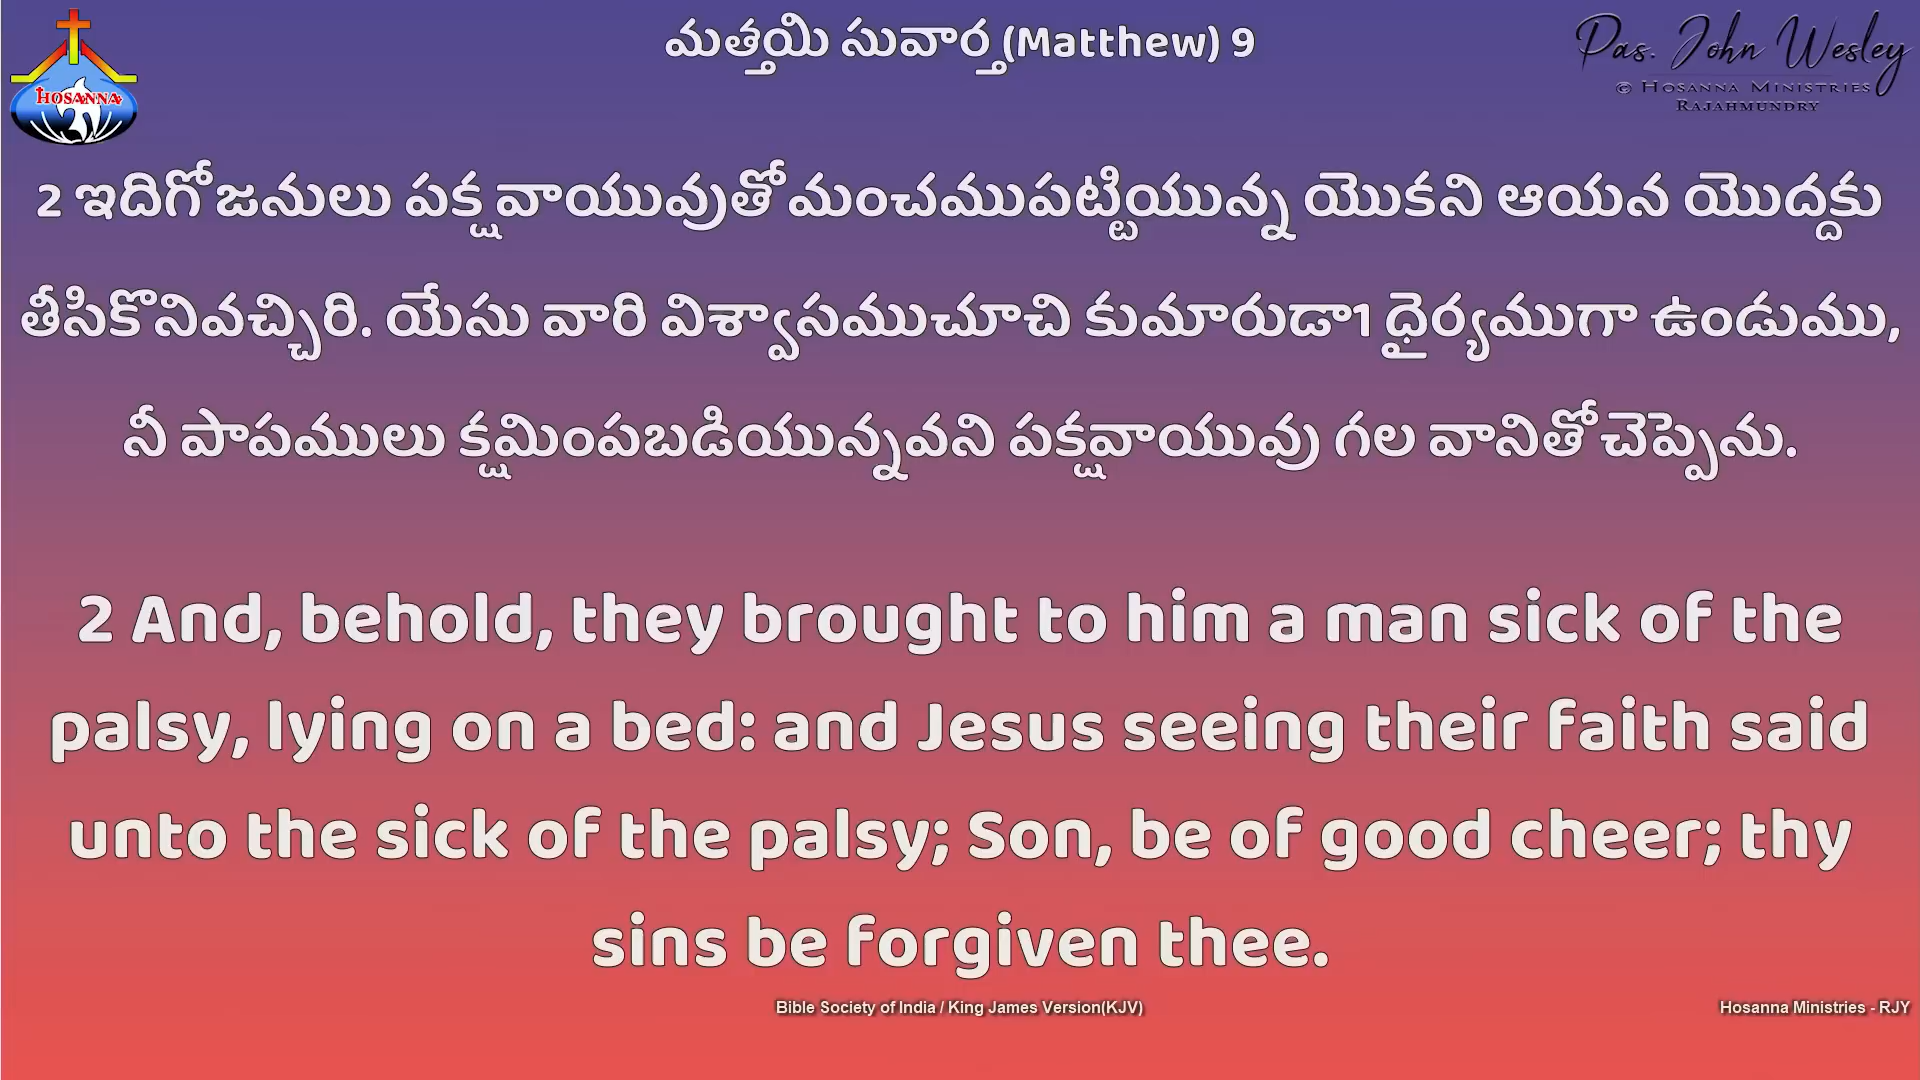 మత్తయి సువార్త (Matthew) 9
HOSANNA
Pas. John Wesley
© Hosanna Ministries
Rajahmundry
2 ఇదిగో జనులు పక్షవాయువుతో మంచముపట్టియున్న యొకని ఆయన యొద్దకు
తీసికొనివచ్చిరి. యేసు వారి విశ్వాసముచూచి కుమారుడా1 ధైర్యముగా ఉండుము,
నీ పాపములు క్షమింపబడియున్నవని పక్షవాయువు గల వానితో చెప్పెను.
2 And, behold, they brought to him a man sick of the
palsy, lying on a bed: and Jesus seeing their faith said
unto the sick of the palsy; Son, be of good cheer; thy
sins be forgiven thee.
Bible Society of India / King James Version(KJV)
Hosanna Ministries - RJY